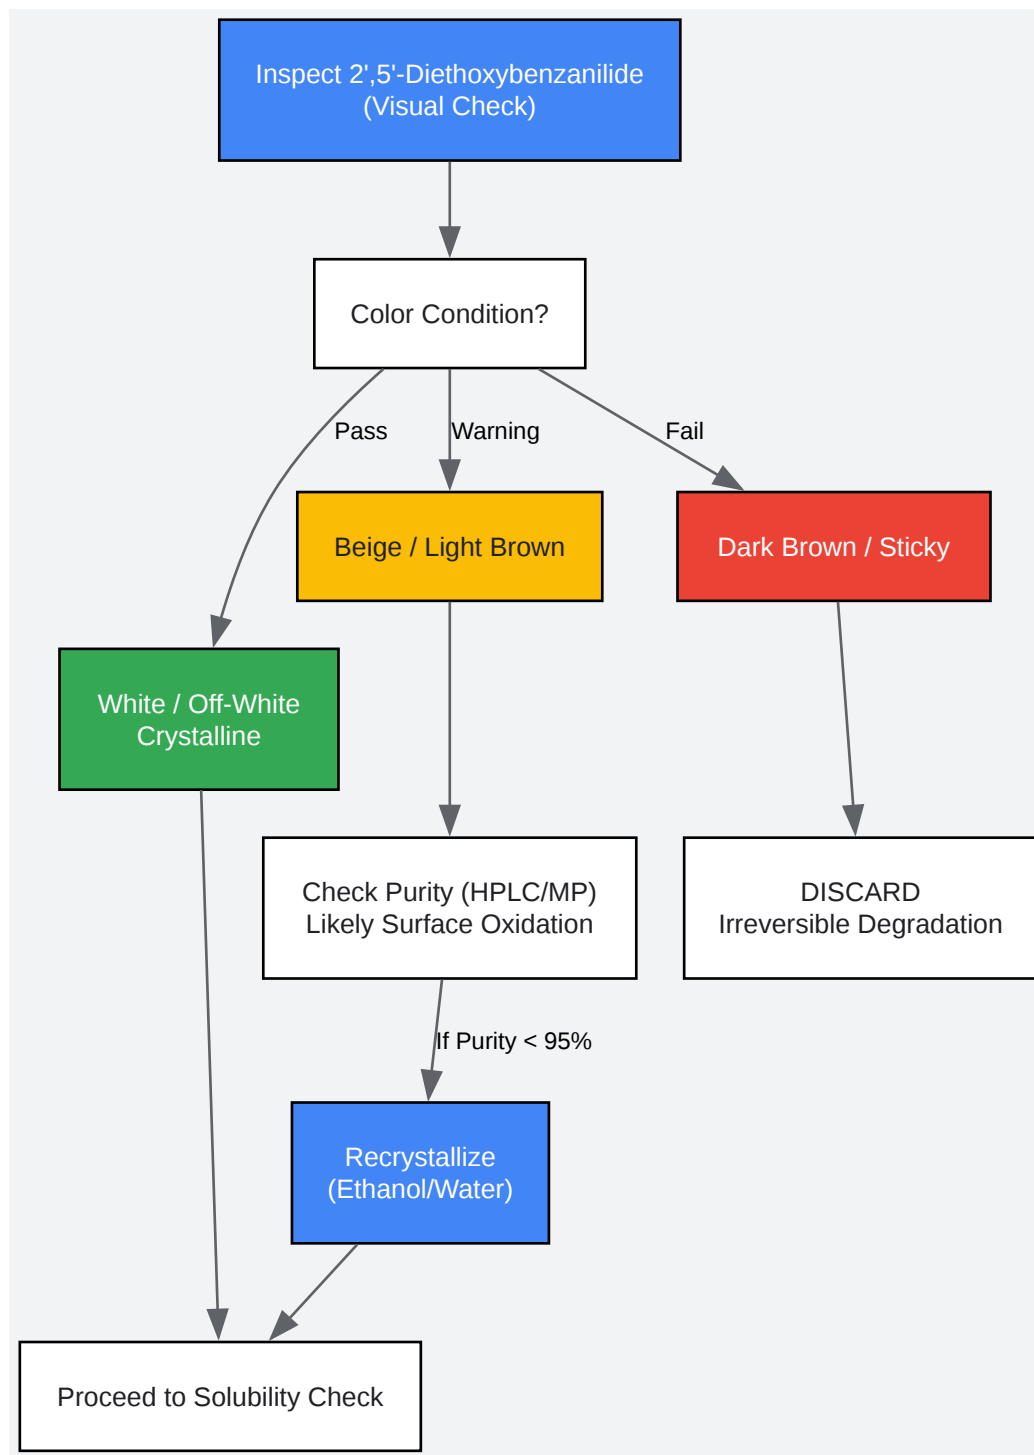 Inspect 2',5'-Diethoxybenzanilide
(Visual Check)
Color Condition?
Pass
Warning
Fail
Beige / Light Brown
Dark Brown / Sticky
White / Off-White
Crystalline
Check Purity (HPLC/MP)
Likely Surface Oxidation
DISCARD
Irreversible Degradation
If Purity < 95%
Recrystallize
(Ethanol/Water)
Proceed to Solubility Check